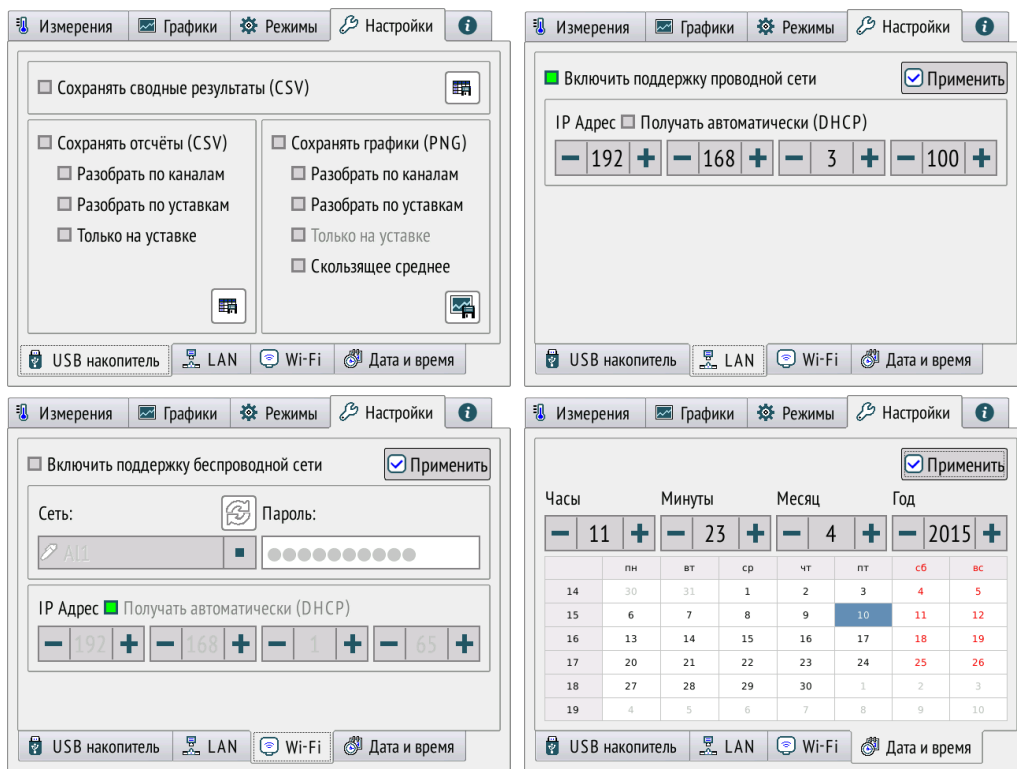 Измерения Графики Режимы Настройки i
Сохранять сводные результаты (CSV)
Сохранять отсчёты (CSV)
Разобрать по каналам
Разобрать по уставкам
Только на уставке
Сохранять графики (PNG)
Разобрать по каналам
Разобрать по уставкам
Только на уставке
Скользящее среднее
USB накопитель LAN Wi-Fi Дата и время
Измерения Графики Режимы Настройки i
Включить поддержку проводной сети Применить
IP Адрес Получать автоматически (DHCP)
− 192 + − 168 + − 3 + − 100 +
USB накопитель LAN Wi-Fi Дата и время
Измерения Графики Режимы Настройки i
Включить поддержку беспроводной сети Применить
Сеть: Пароль:
AL1 ●●●●●●●●●●
IP Адрес Получать автоматически (DHCP)
− 192 + − 168 + − 1 + − 65 +
USB накопитель LAN Wi-Fi Дата и время
Измерения Графики Режимы Настройки i
Применить
Часы Минуты Месяц Год
− 11 + − 23 + − 4 + − 2015 +
пн вт ср чт пт сб вс
14 30 31 1 2 3 4 5
15 6 7 8 9 10 11 12
16 13 14 15 16 17 18 19
17 20 21 22 23 24 25 26
18 27 28 29 30 1 2 3
19 4 5 6 7 8 9 10
USB накопитель LAN Wi-Fi Дата и время